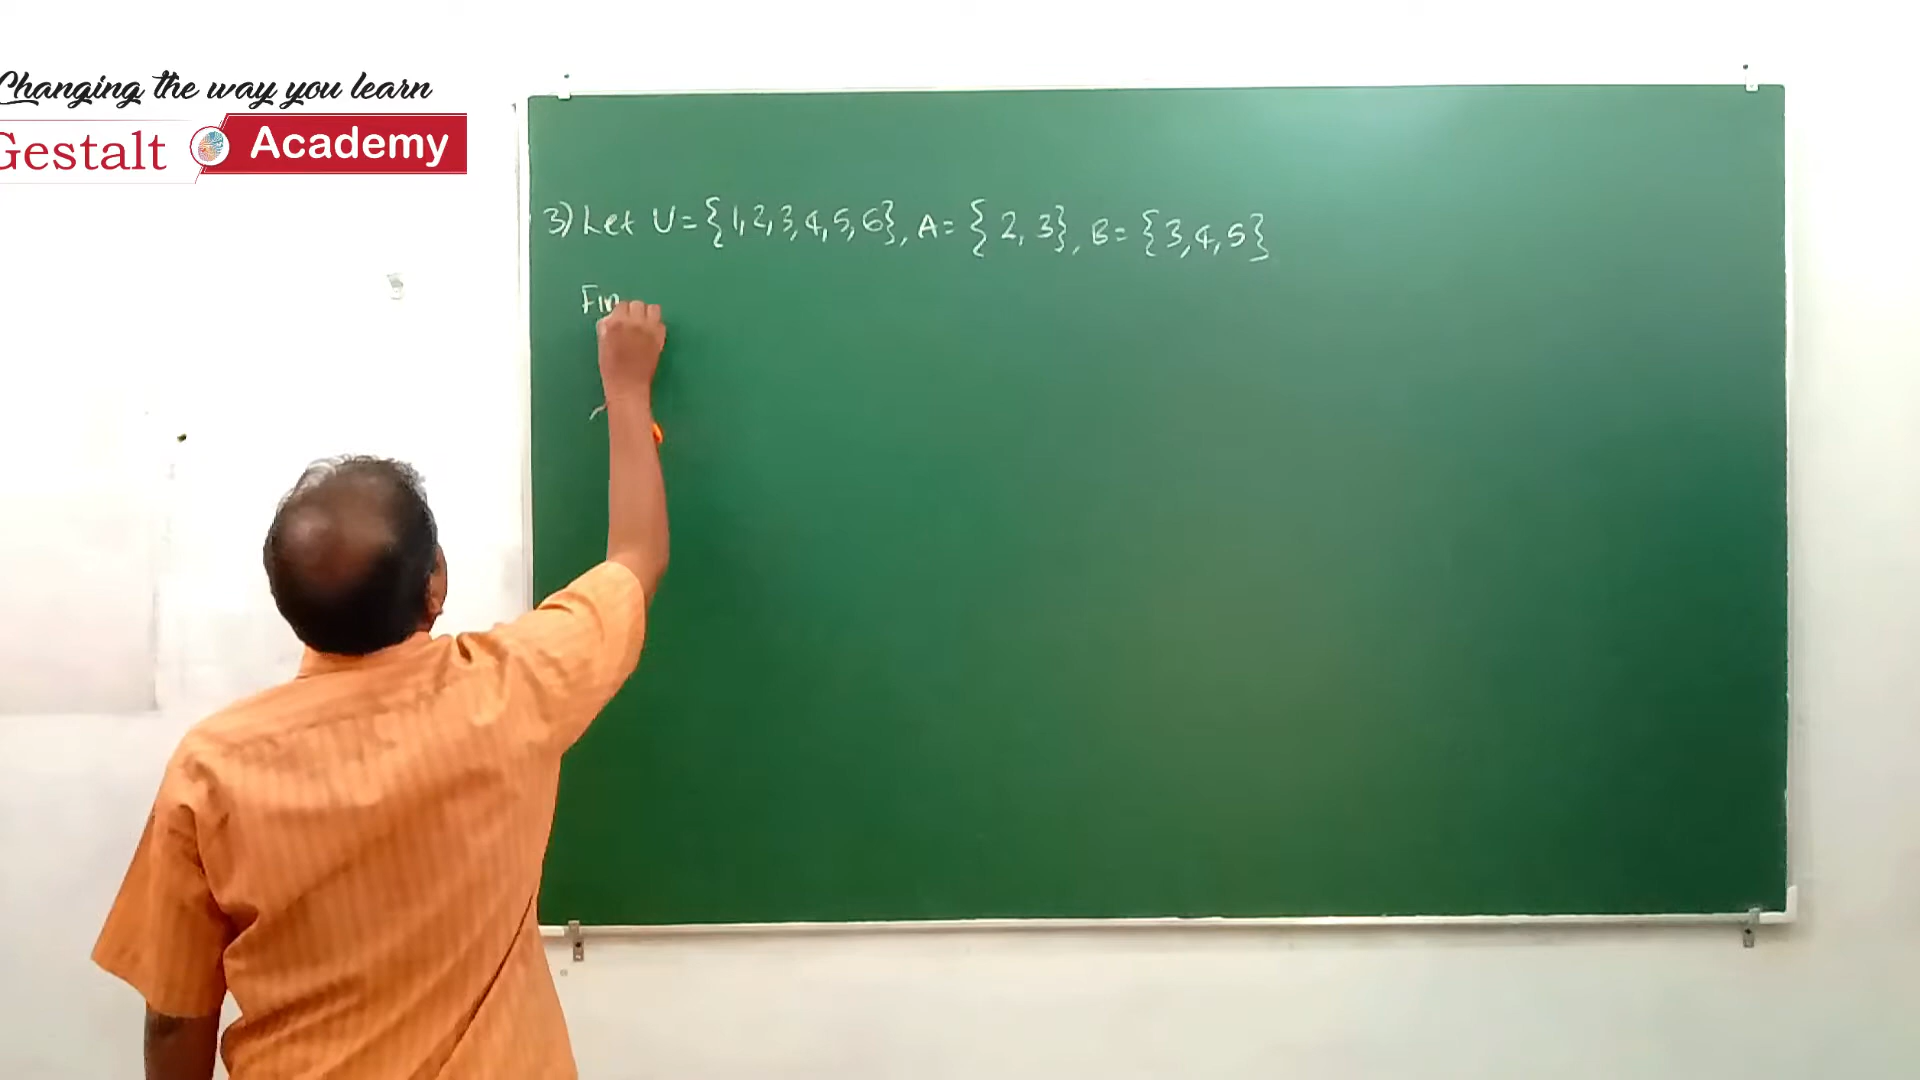 Changing the way you learn
Gestalt Academy
3) Let U = {1, 2, 3, 4, 5, 6}, A = { 2, 3}, B = {3, 4, 5}
Fin